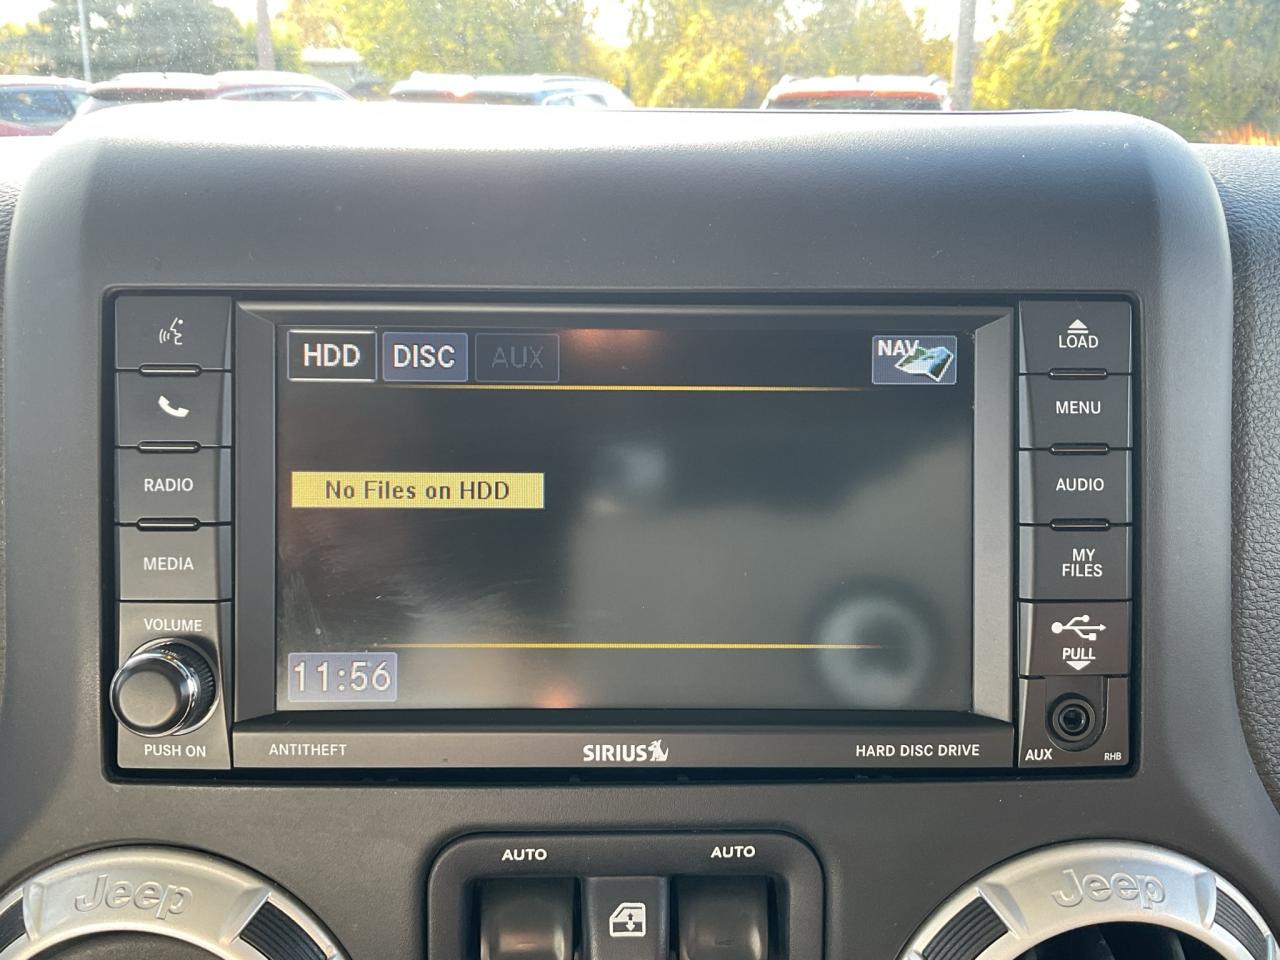 HDD DISC AUX NAV
No Files on HDD
11:56
RADIO
MEDIA
VOLUME
PUSH ON
LOAD
MENU
AUDIO
MY
FILES
PULL
AUX RHB
ANTITHEFT SIRIUS HARD DISC DRIVE
AUTO AUTO
Jeep Jeep